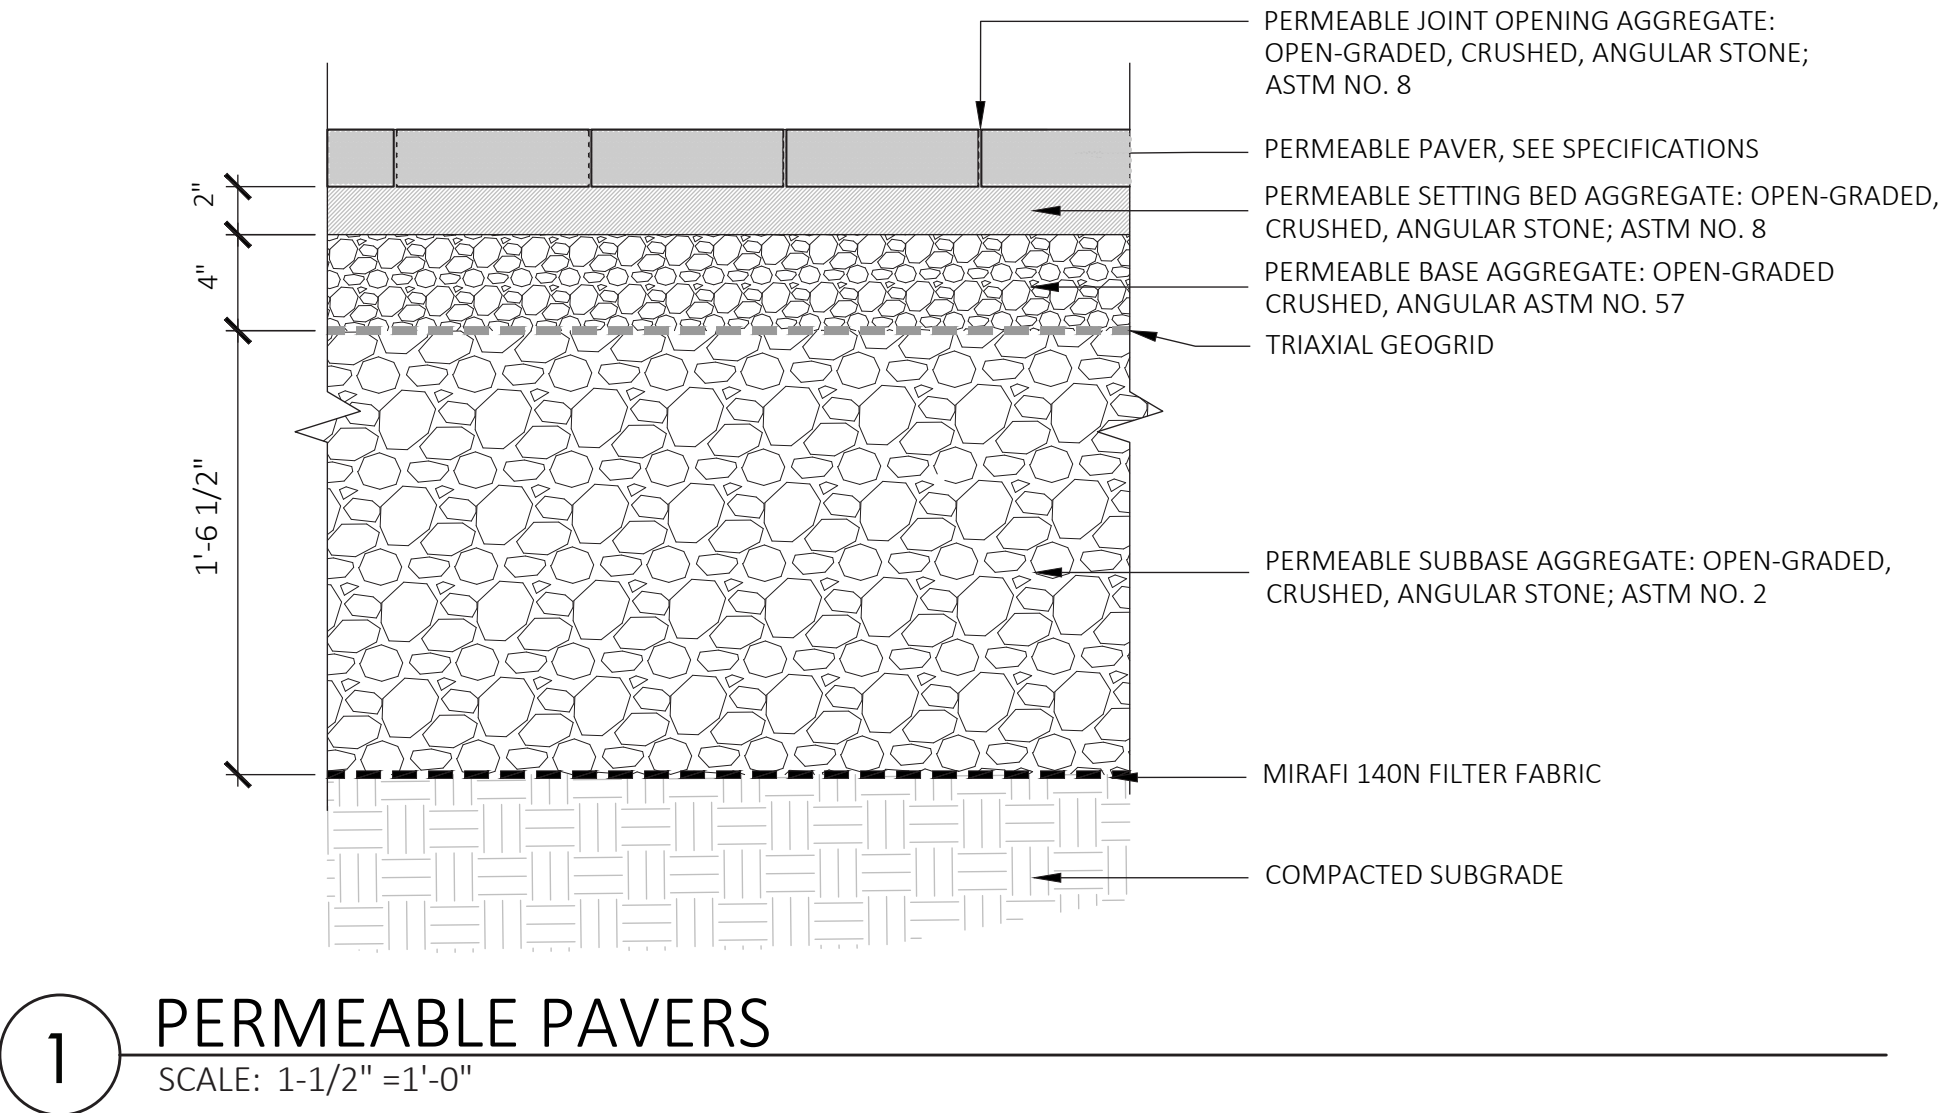 PERMEABLE JOINT OPENING AGGREGATE:
OPEN-GRADED, CRUSHED, ANGULAR STONE;
ASTM NO. 8
PERMEABLE PAVER, SEE SPECIFICATIONS
2"
PERMEABLE SETTING BED AGGREGATE: OPEN-GRADED,
CRUSHED, ANGULAR STONE; ASTM NO. 8
4"
PERMEABLE BASE AGGREGATE: OPEN-GRADED
CRUSHED, ANGULAR ASTM NO. 57
TRIAXIAL GEOGRID
1'-6 1/2"
PERMEABLE SUBBASE AGGREGATE: OPEN-GRADED,
CRUSHED, ANGULAR STONE; ASTM NO. 2
MIRAFI 140N FILTER FABRIC
COMPACTED SUBGRADE
1
PERMEABLE PAVERS
SCALE: 1-1/2" =1'-0"